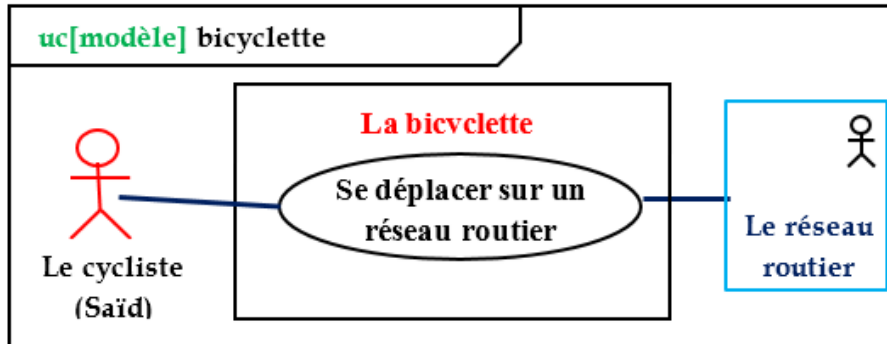 uc[modèle] bicyclette
La bicyclette
Se déplacer sur un
réseau routier
Le cycliste
(Saïd)
Le réseau
routier